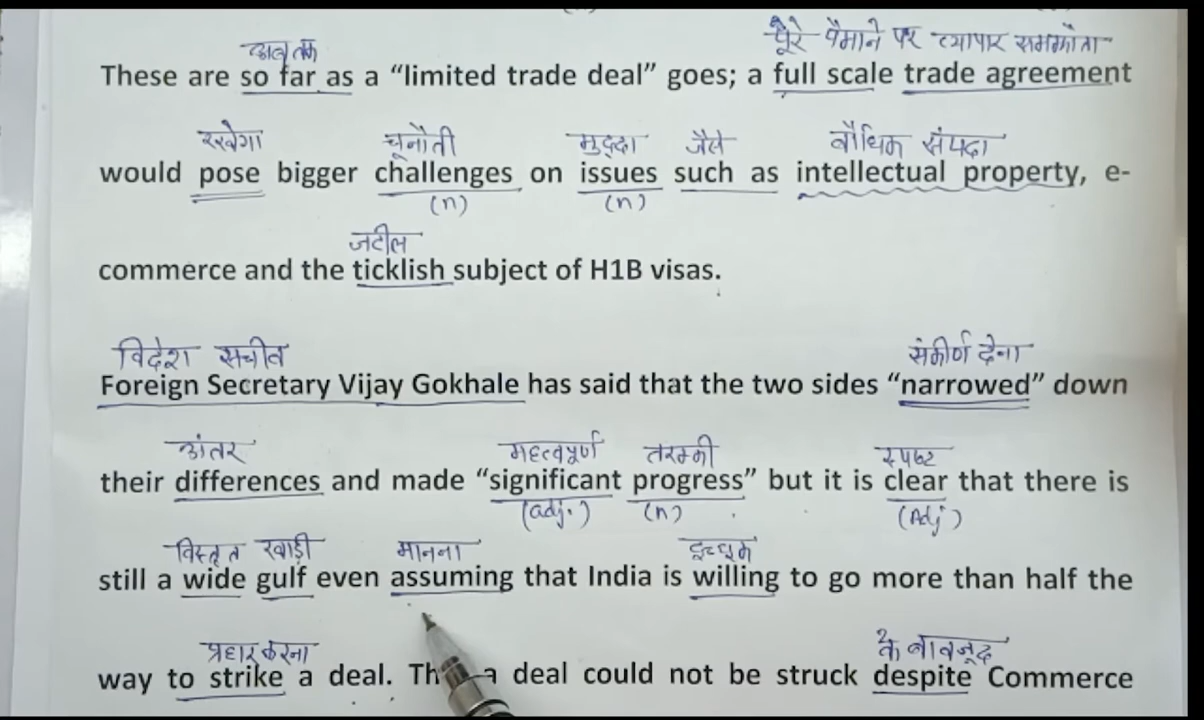 अब तक पूरे पैमाने पर व्यापार समझौता
These are so far as a “limited trade deal” goes; a full scale trade agreement
रखेगा चूनौती मुद्दा जैसे बौधिक संपदा
would pose bigger challenges on issues such as intellectual property, e-
(n) (n)
जटील
commerce and the ticklish subject of H1B visas.
विदेश सचीव संकीर्ण देना
Foreign Secretary Vijay Gokhale has said that the two sides “narrowed” down
अंतर महत्वपूर्ण तरक्की स्पष्ट
their differences and made “significant progress” but it is clear that there is
(adj.) (n) (Adj)
विस्तृत खाड़ी मानना इच्छुक
still a wide gulf even assuming that India is willing to go more than half the
प्रहार करना के बावजूद
way to strike a deal. Th a deal could not be struck despite Commerce